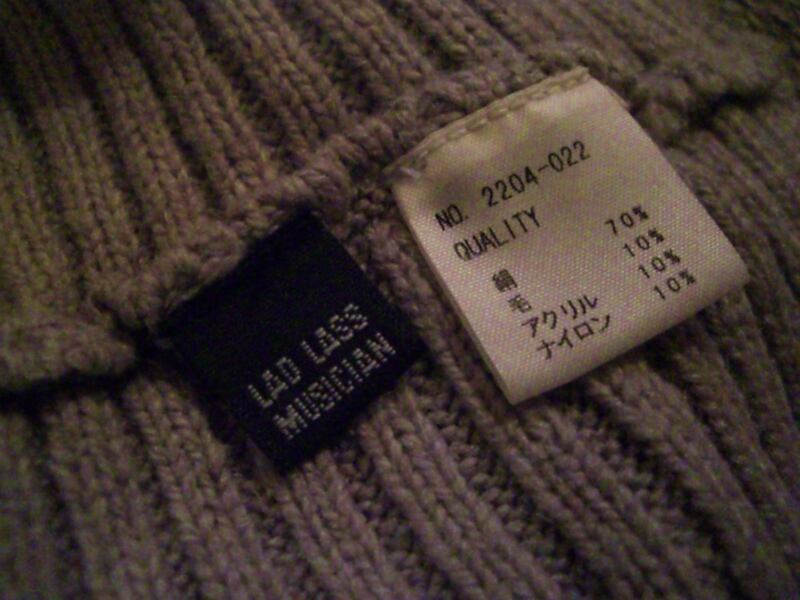 NO. 2204-022
QUALITY
綿 70%
毛 10%
アクリル 10%
ナイロン 10%
LAD LASS
MUSICIAN